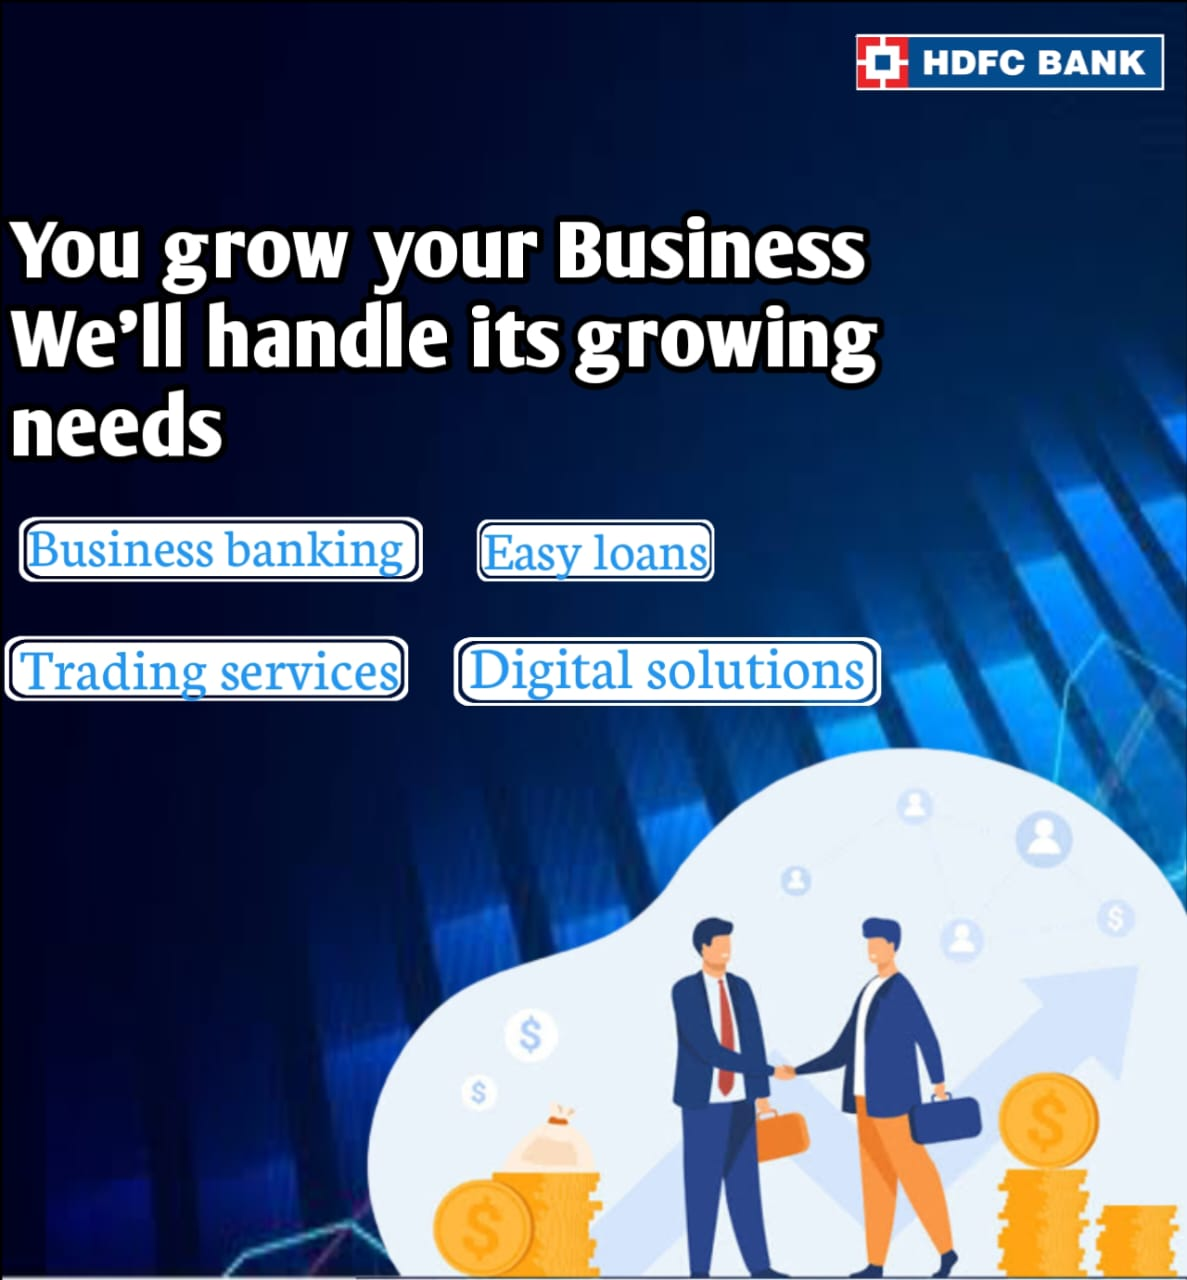 HDFC BANK
You grow your Business
We'll handle its growing
needs
Business banking
Easy loans
Trading services
Digital solutions
$
$
$
$
$